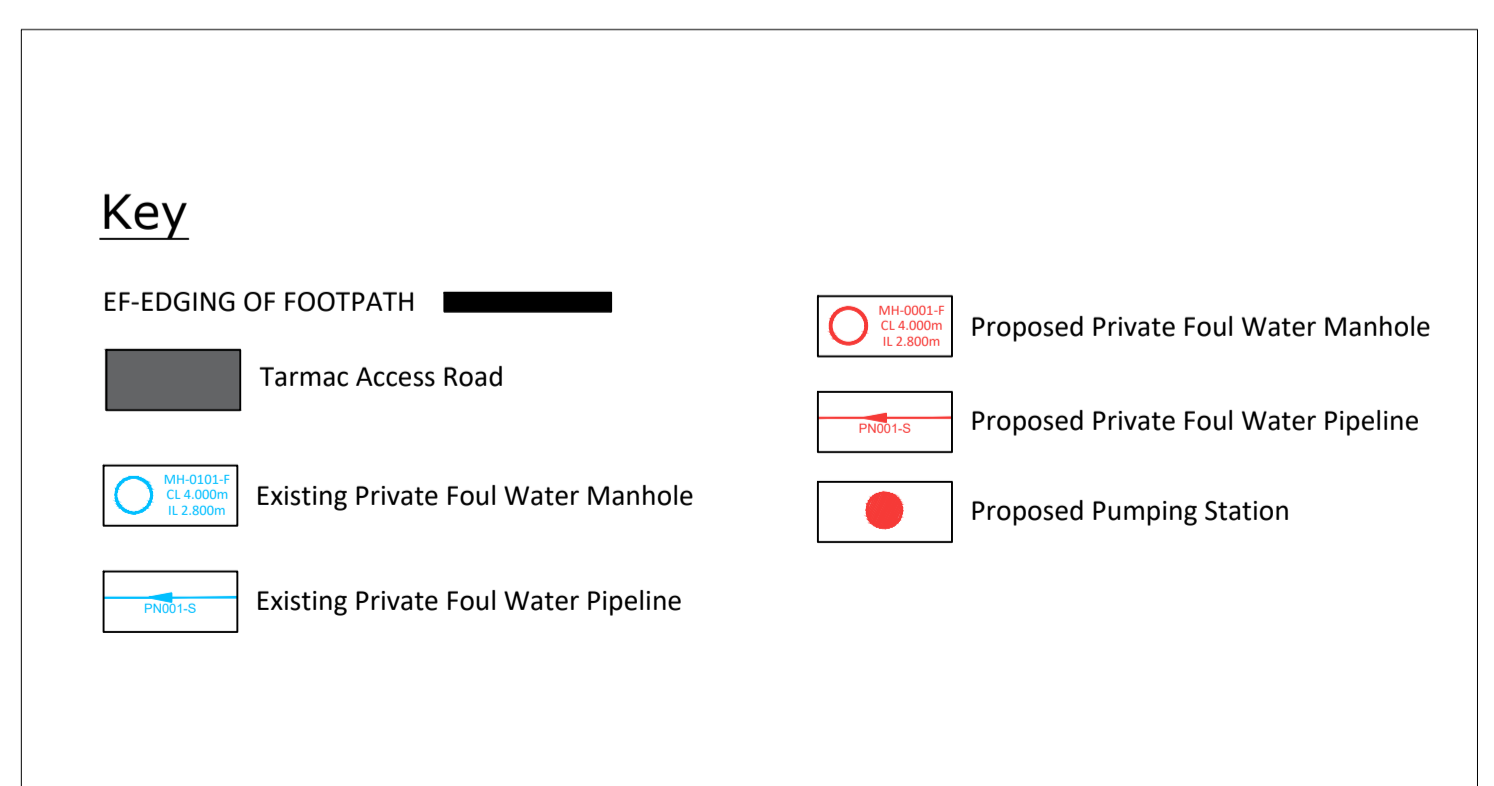 Key
EF-EDGING OF FOOTPATH
Tarmac Access Road
MH-0101-F
CL 4.000m
IL 2.800m
Existing Private Foul Water Manhole
PN001-S
Existing Private Foul Water Pipeline
MH-0001-F
CL 4.000m
IL 2.800m
Proposed Private Foul Water Manhole
PN001-S
Proposed Private Foul Water Pipeline
Proposed Pumping Station